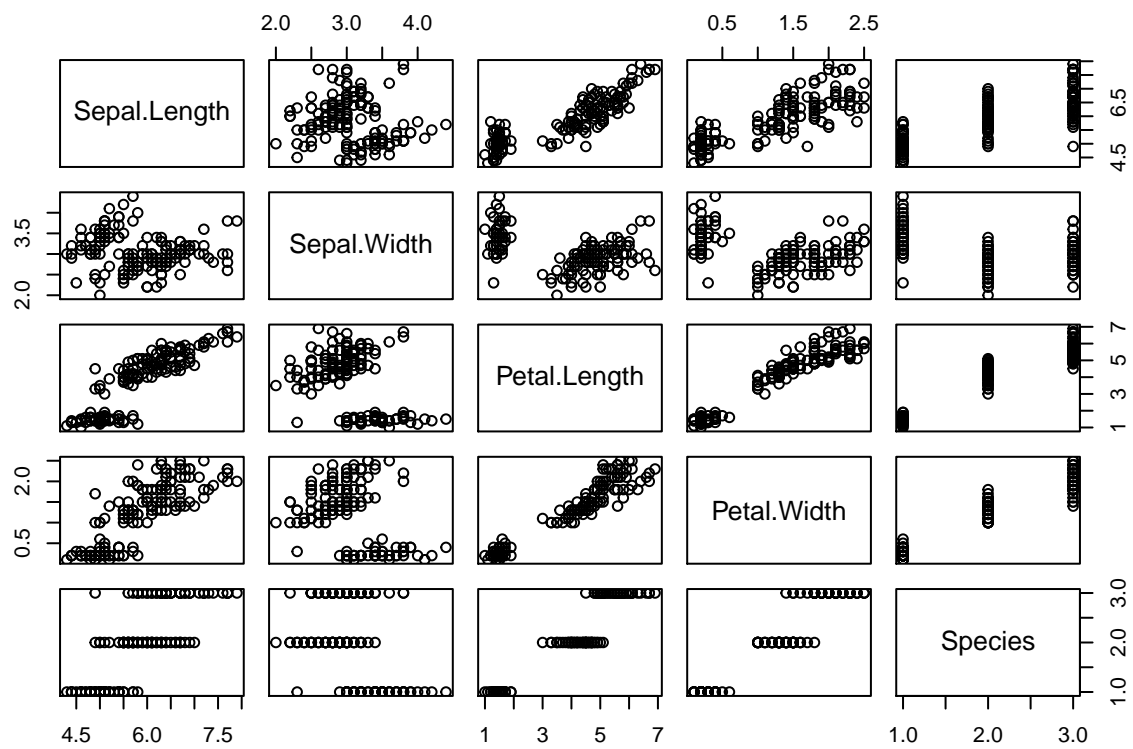 2.0 3.0 4.0
0.5 1.5 2.5
Sepal.Length
4.5 6.5
2.0 3.5
Sepal.Width
Petal.Length
1 3 5 7
0.5 2.0
Petal.Width
Species
1.0 2.0 3.0
4.5 6.0 7.5
1 3 5 7
1.0 2.0 3.0